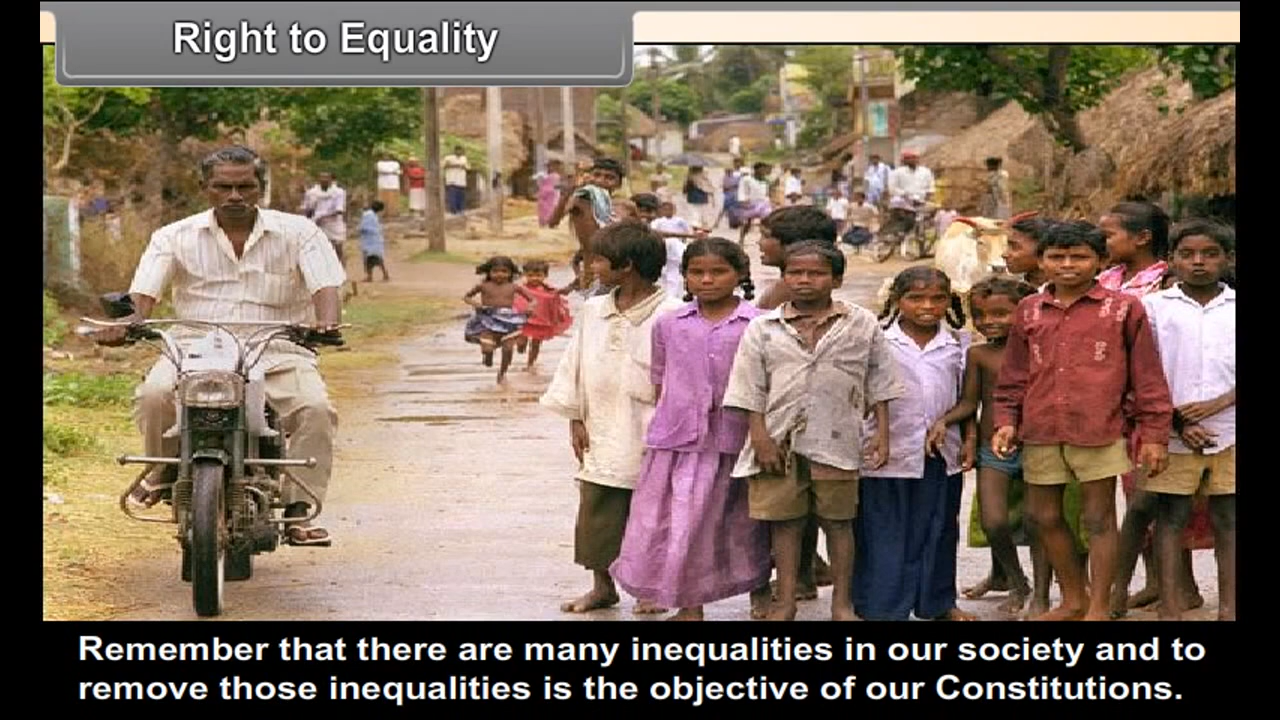 Right to Equality
Remember that there are many inequalities in our society and to
remove those inequalities is the objective of our Constitutions.